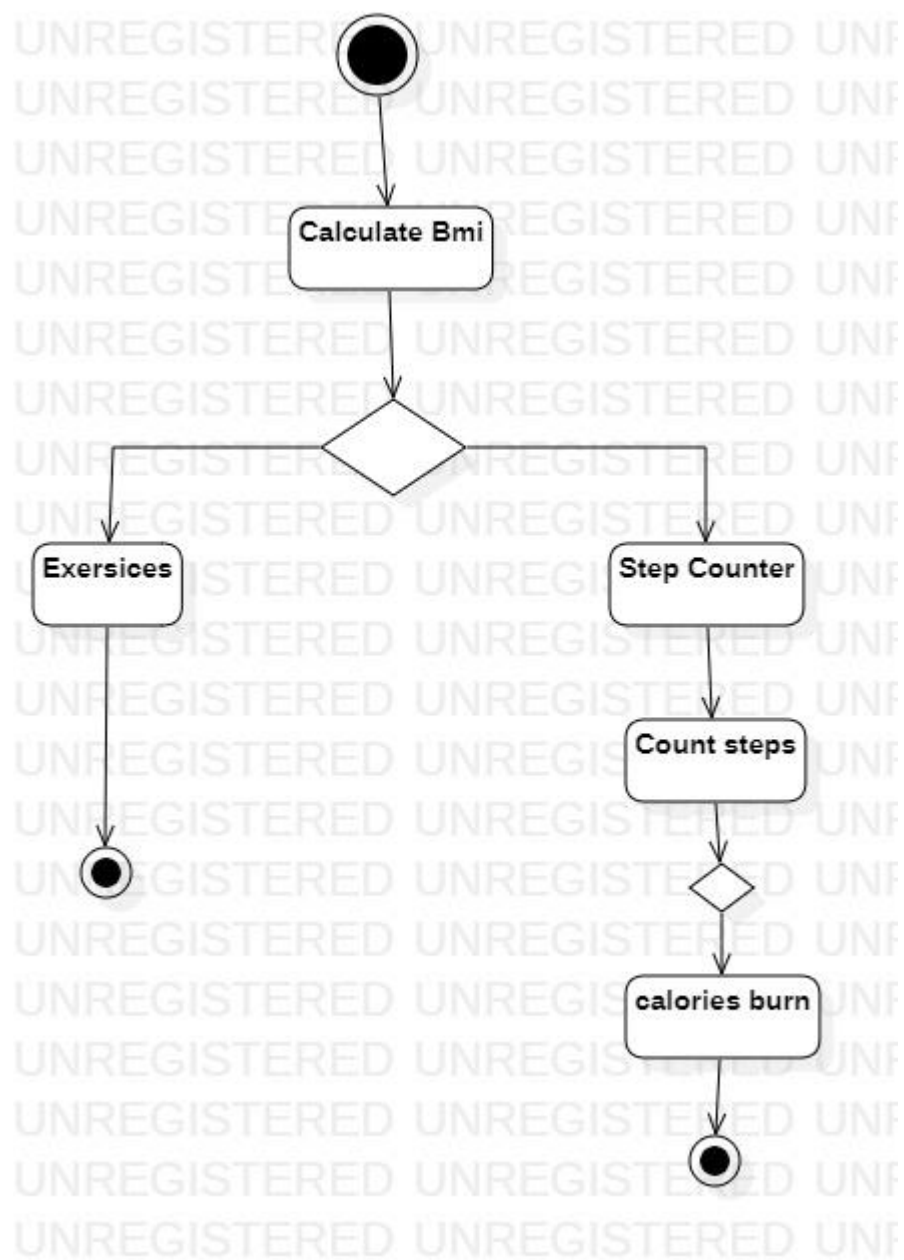 Calculate Bmi
Exersices
Step Counter
Count steps
calories burn
UNREGISTERED